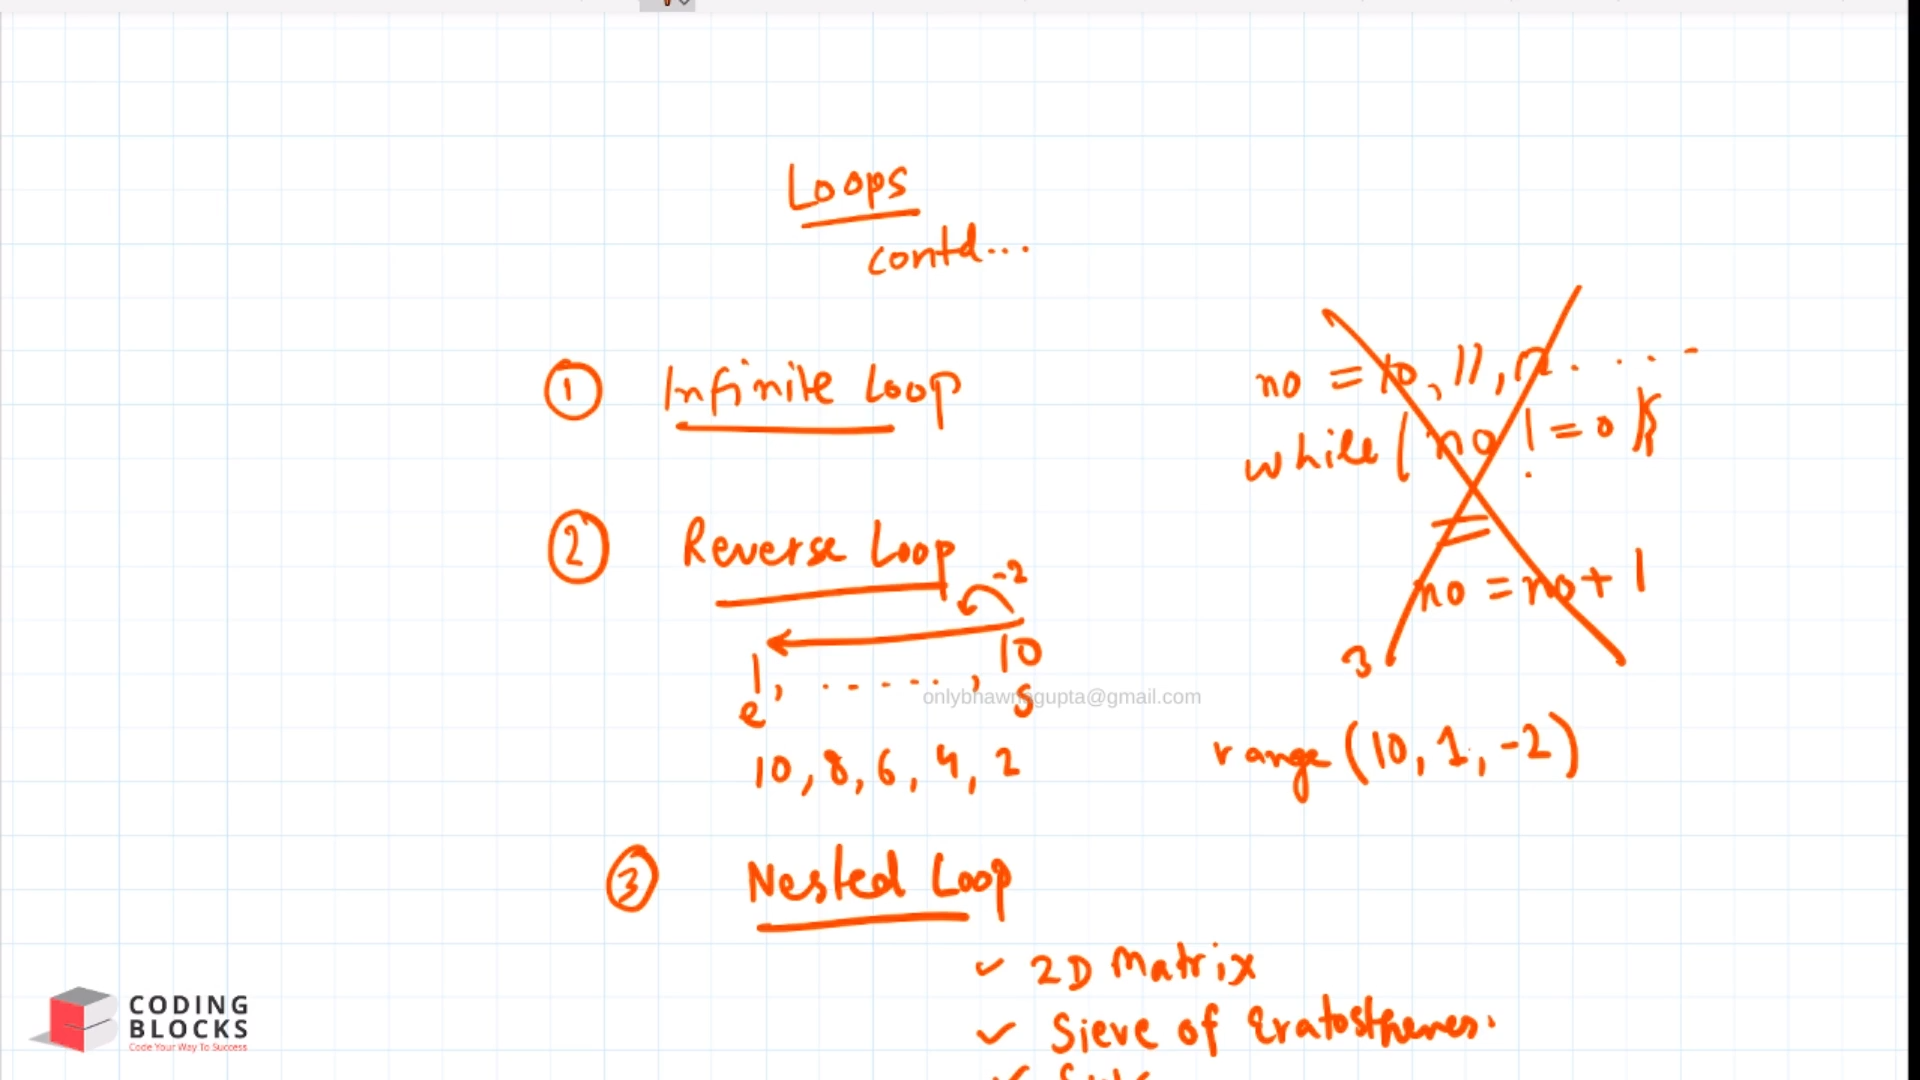 Loops
contd...
① Infinite Loop
no = 10, 11, 12 . . . . .
while ( no != 0 ) {
no = no + 1
}
② Reverse Loop
-2
1, . - - - - . , 10
e s
10, 8, 6, 4, 2
range (10, 1, -2)
onlybhawnagupta@gmail.com
③ Nested Loop
✓ 2D Matrix
✓ Sieve of Eratosthenes.
CODING
BLOCKS
Code Your Way To Success